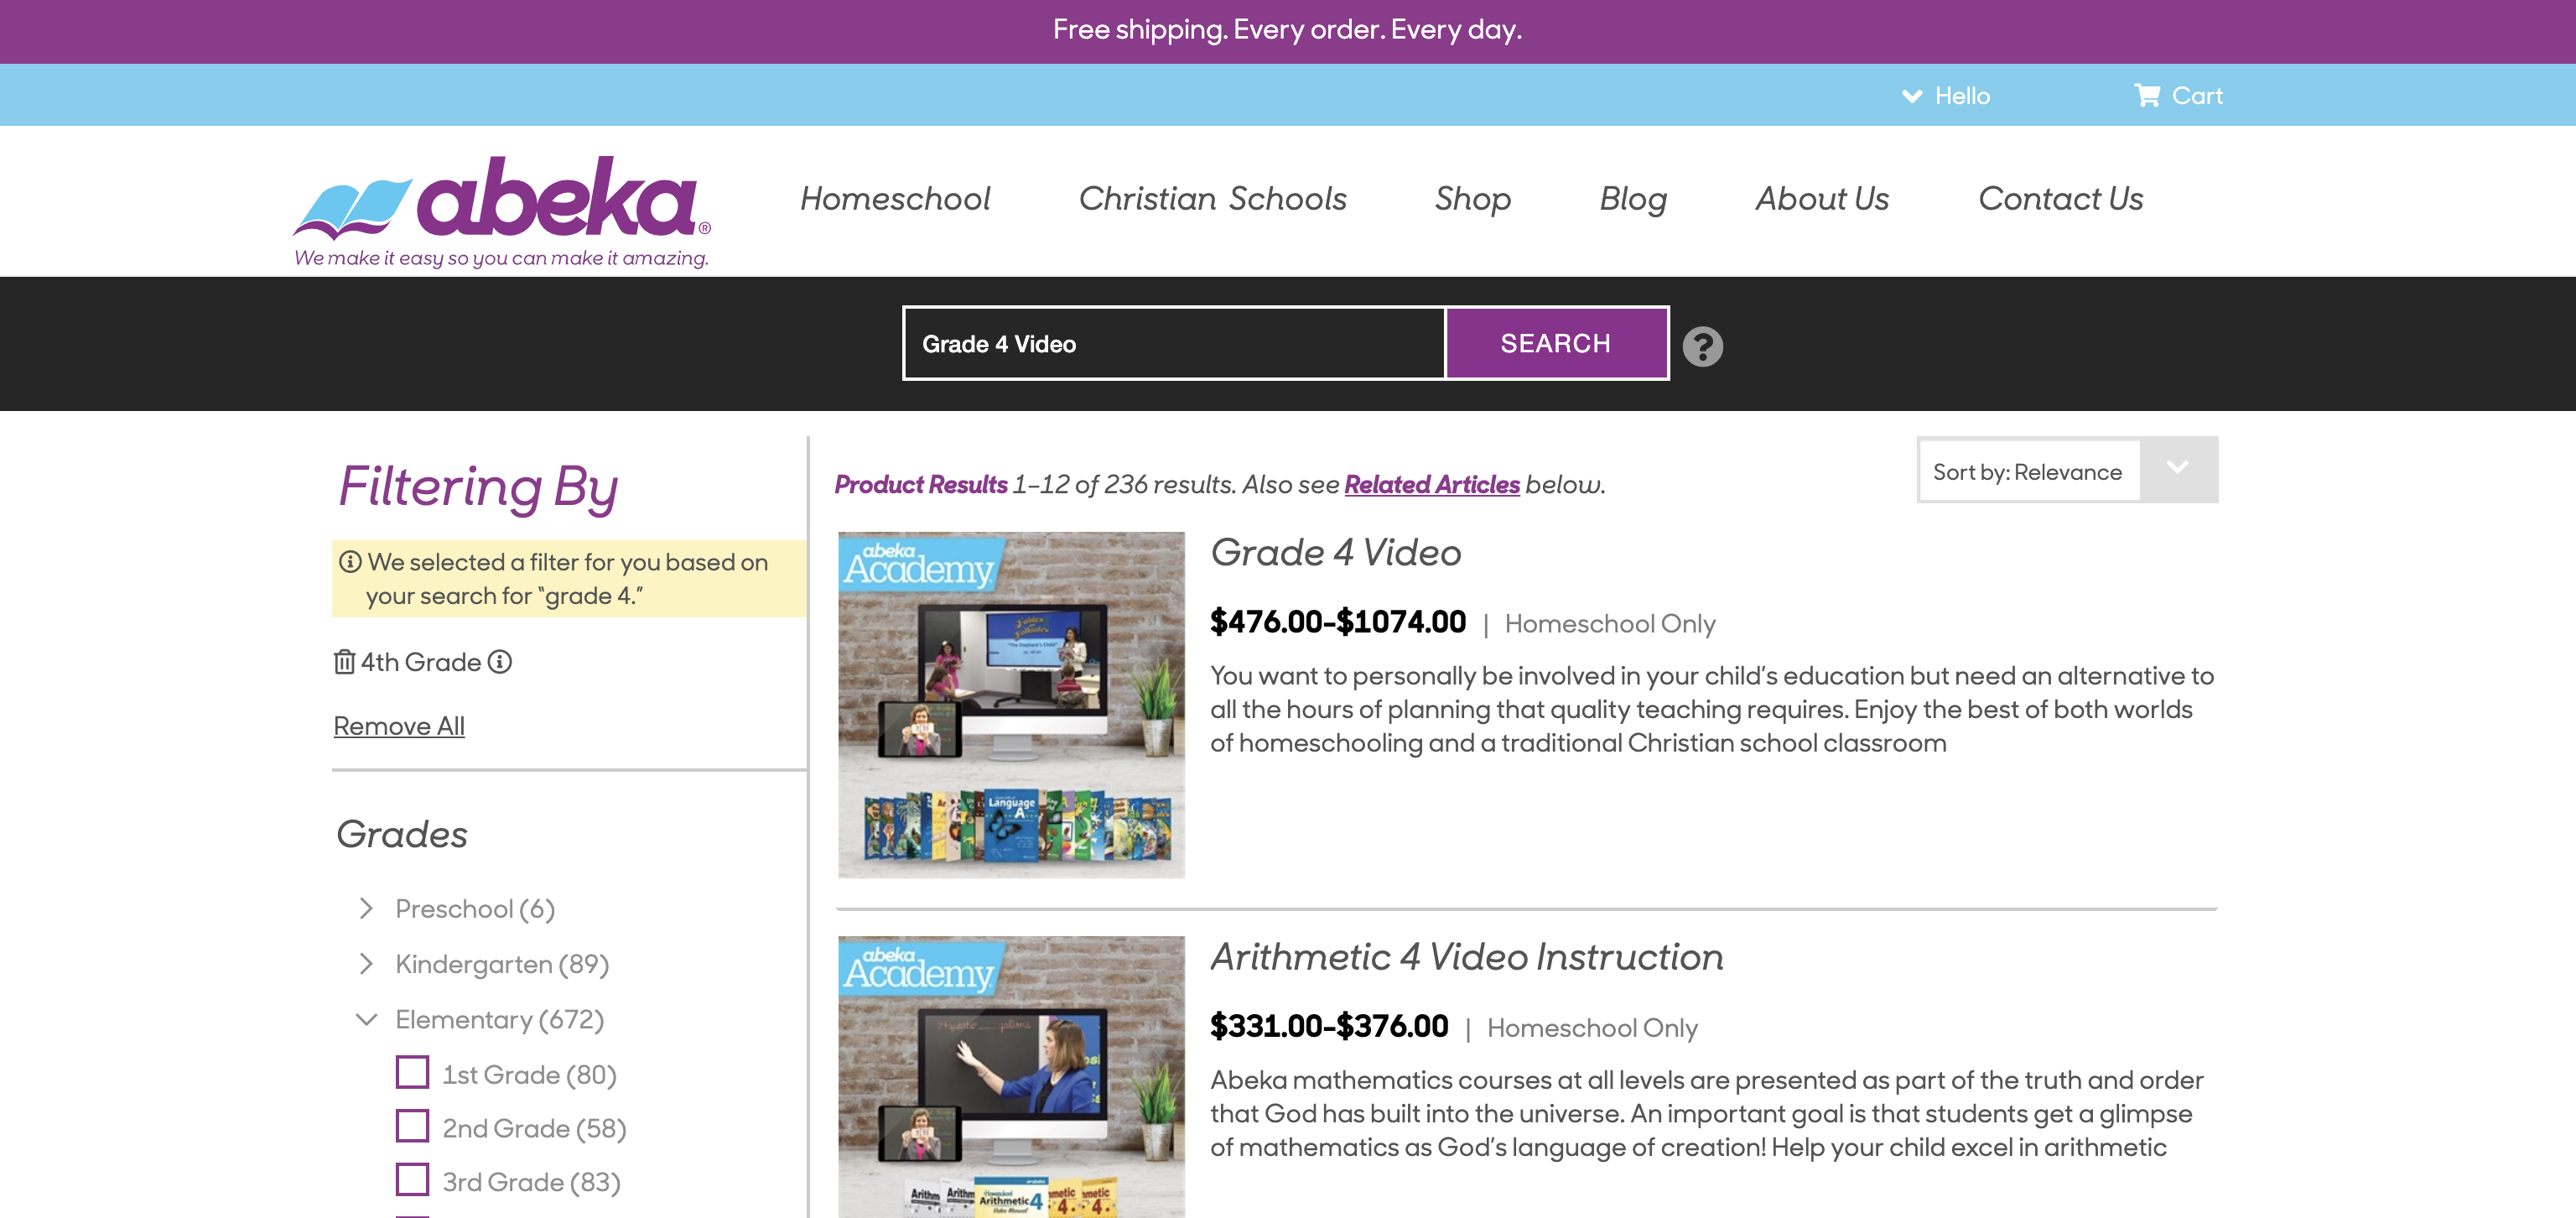 Free shipping. Every order. Every day.
Hello
Cart
abeka®
We make it easy so you can make it amazing.
Homeschool
Christian Schools
Shop
Blog
About Us
Contact Us
Grade 4 Video
SEARCH
?
Filtering By
We selected a filter for you based on
your search for “grade 4.”
4th Grade
Remove All
Grades
Preschool (6)
Kindergarten (89)
Elementary (672)
1st Grade (80)
2nd Grade (58)
3rd Grade (83)
Product Results 1–12 of 236 results. Also see Related Articles below.
Sort by: Relevance
abeka
Academy
"The Elephant's Child"
Language
A
Grade 4 Video
$476.00-$1074.00 | Homeschool Only
You want to personally be involved in your child’s education but need an alternative to
all the hours of planning that quality teaching requires. Enjoy the best of both worlds
of homeschooling and a traditional Christian school classroom
abeka
Academy
Homeschool
Arithmetic 4
Video Manual
Arithmetic 4 Video Instruction
$331.00-$376.00 | Homeschool Only
Abeka mathematics courses at all levels are presented as part of the truth and order
that God has built into the universe. An important goal is that students get a glimpse
of mathematics as God’s language of creation! Help your child excel in arithmetic